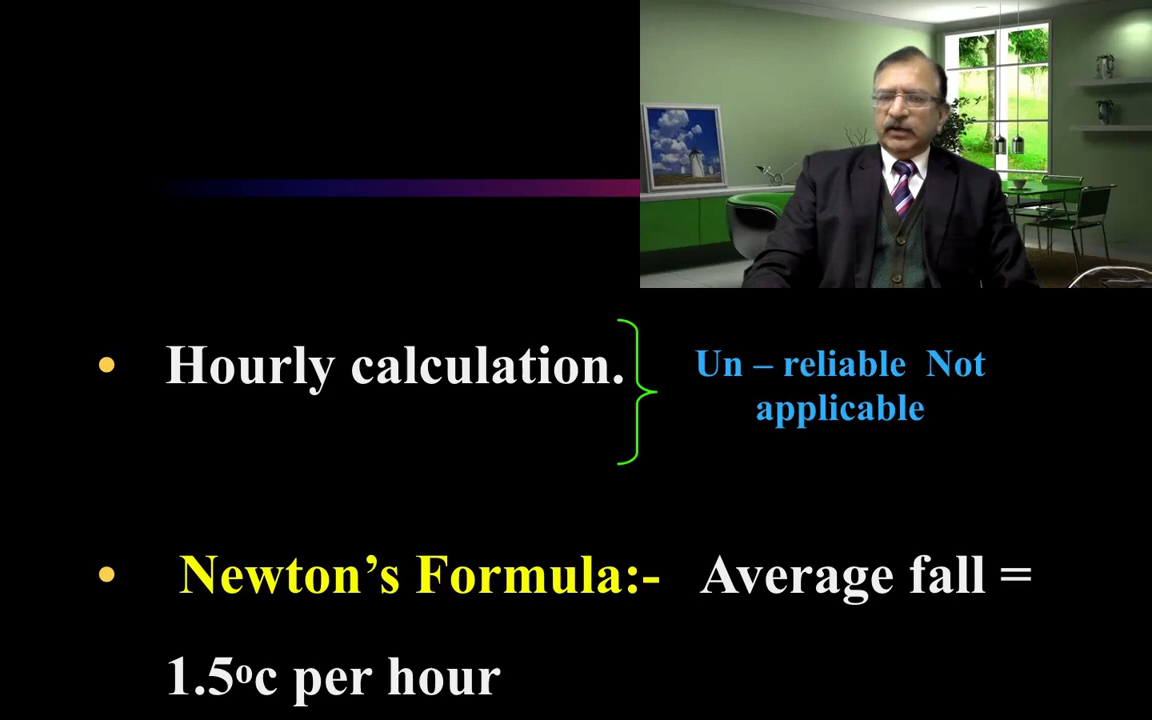 • Hourly calculation.
Un – reliable Not
applicable
• Newton’s Formula:- Average fall =
1.5ºc per hour